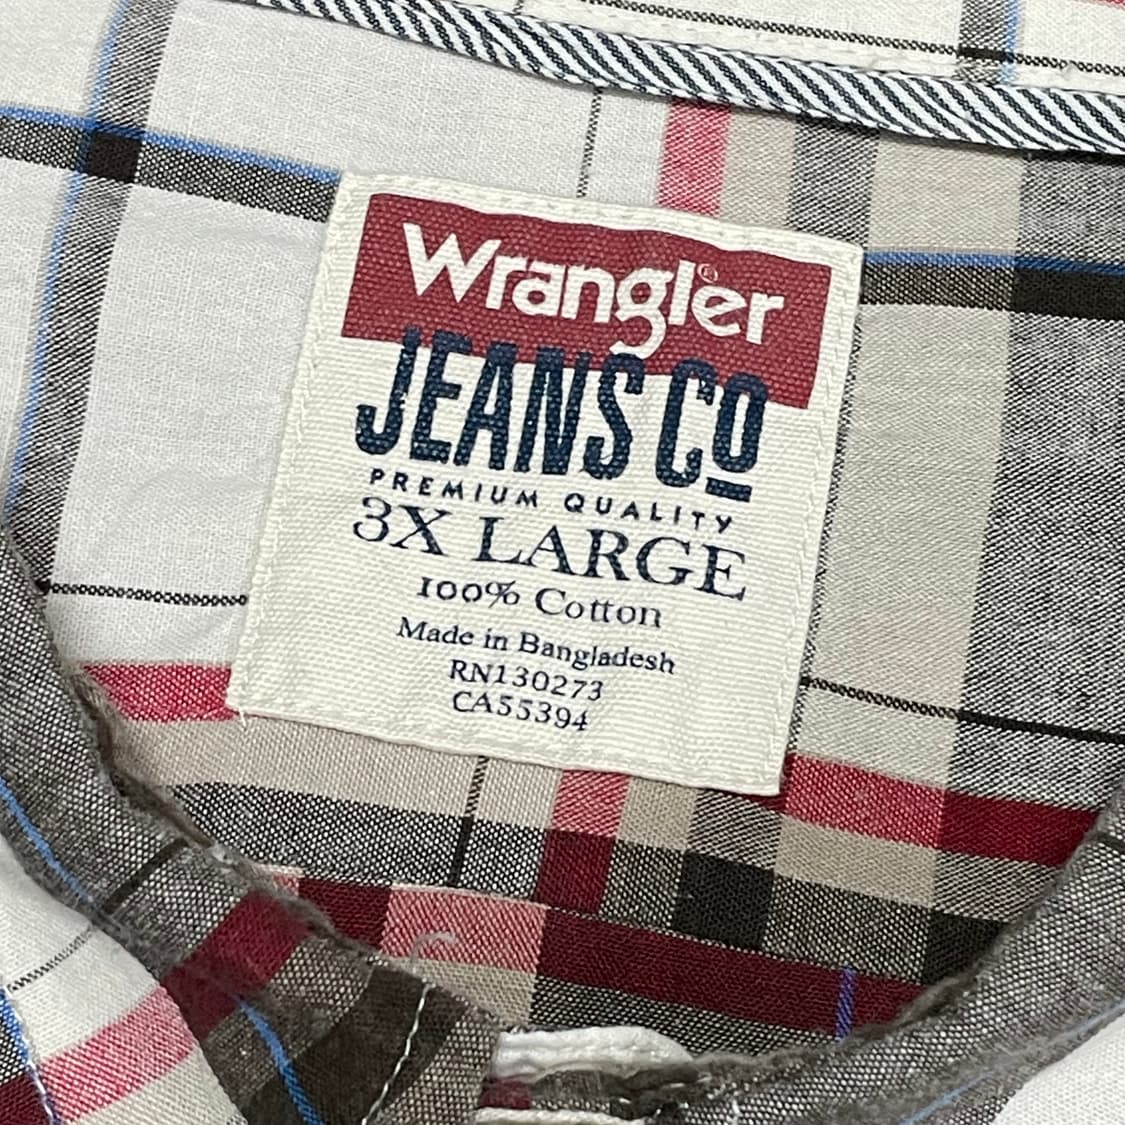 Wrangler®
JEANS CO
PREMIUM QUALITY
3X LARGE
100% Cotton
Made in Bangladesh
RN130273
CA55394